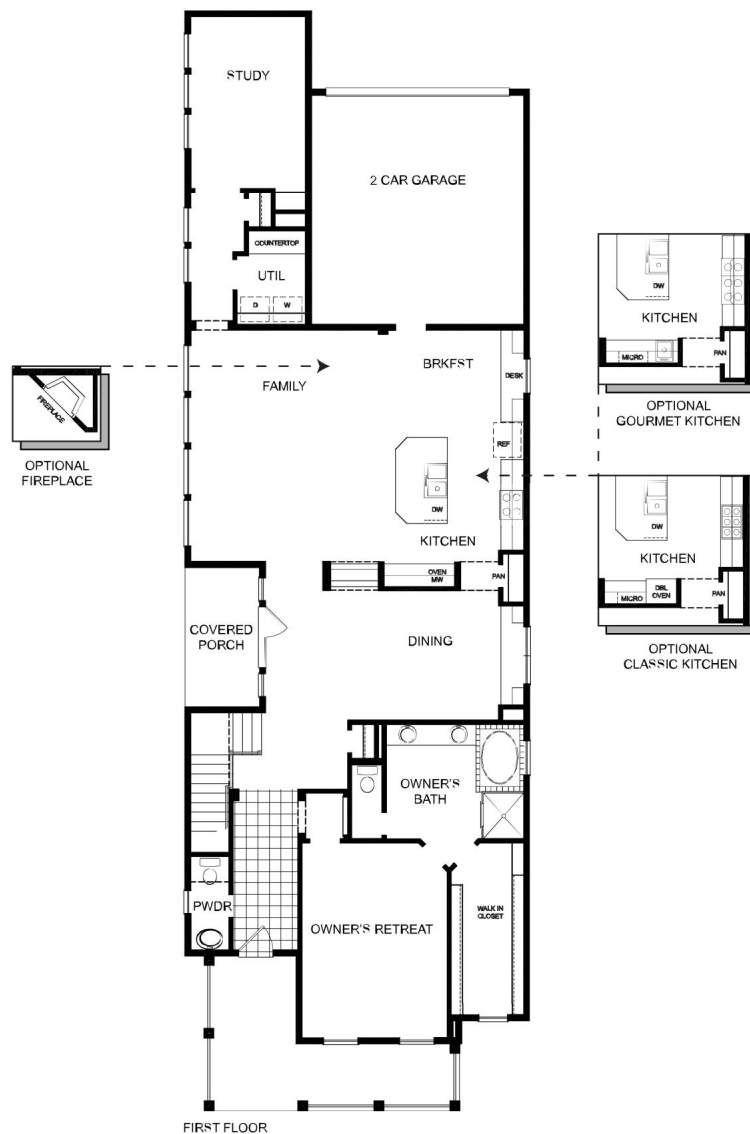 STUDY
2 CAR GARAGE
COUNTERTOP
UTIL
D
W
FAMILY
BRKFST
DESK
REF
DW
KITCHEN
OVEN
MW
PAN
COVERED
PORCH
DINING
OWNER'S
BATH
PWDR
OWNER'S RETREAT
WALK IN
CLOSET
FIRST FLOOR
FIREPLACE
OPTIONAL
FIREPLACE
DW
KITCHEN
MICRO
PAN
OPTIONAL
GOURMET KITCHEN
DW
KITCHEN
MICRO
DBL
OVEN
PAN
OPTIONAL
CLASSIC KITCHEN